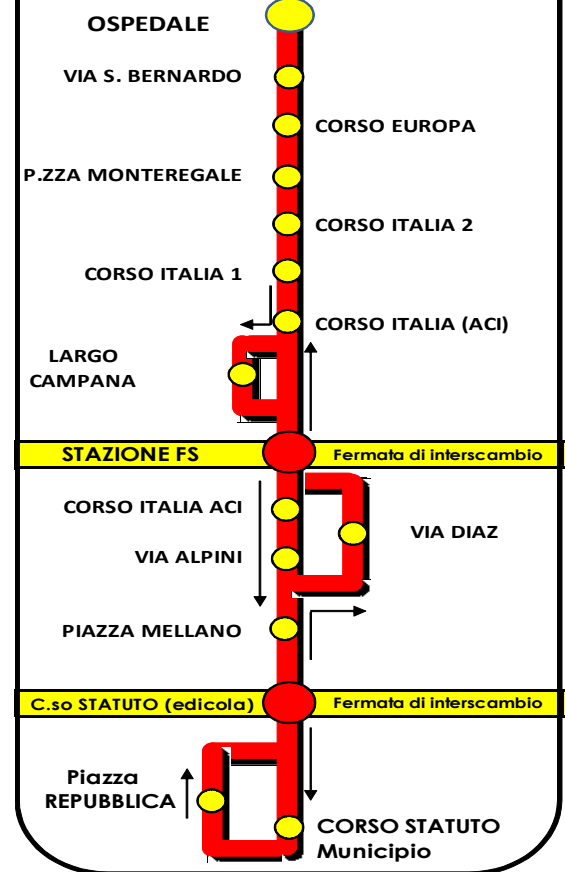 OSPEDALE
VIA S. BERNARDO
CORSO EUROPA
P.ZZA MONTEREGALE
CORSO ITALIA 2
CORSO ITALIA 1
CORSO ITALIA (ACI)
LARGO
CAMPANA
STAZIONE FS
Fermata di interscambio
CORSO ITALIA ACI
VIA DIAZ
VIA ALPINI
PIAZZA MELLANO
C.so STATUTO (edicola)
Fermata di interscambio
Piazza
REPUBBLICA
CORSO STATUTO
Municipio